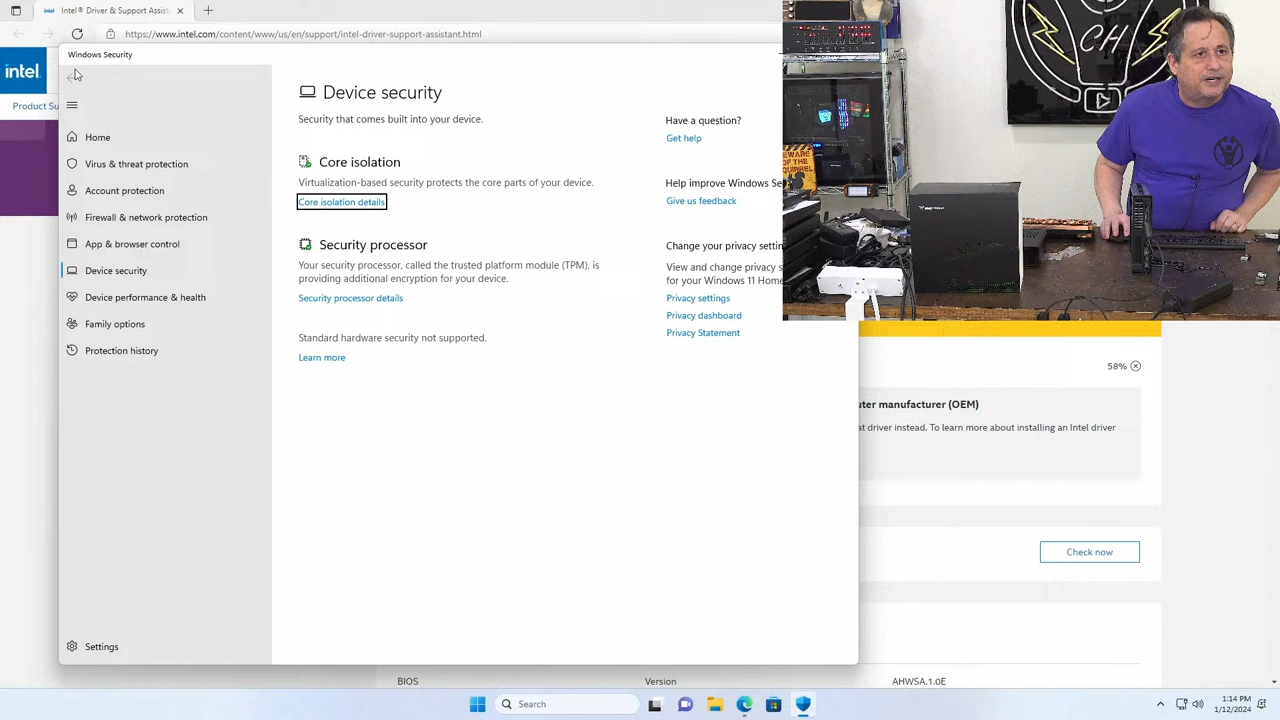 Intel® Driver & Support Assis
intel.com/content/www/us/en/support/intel-driver-support-assistant.html
intel.
Product Su
Home
Virus & threat protection
Account protection
Firewall & network protection
App & browser control
Device security
Device performance & health
Family options
Protection history
Settings
Device security
Security that comes built into your device.
Core isolation
Virtualization-based security protects the core parts of your device.
Core isolation details
Security processor
Your security processor, called the trusted platform module (TPM), is
providing additional encryption for your device.
Security processor details
Standard hardware security not supported.
Learn more
Have a question?
Get help
Help improve Windows Se
Give us feedback
Change your privacy settin
View and change privacy s
for your Windows 11 Home
Privacy settings
Privacy dashboard
Privacy Statement
CH
BEWARE
OF THE
SQUIRREL
58%
uter manufacturer (OEM)
at driver instead. To learn more about installing an Intel driver
Check now
BIOS
Version
AHWSA.1.0E
Search
1:14 PM
1/12/2024